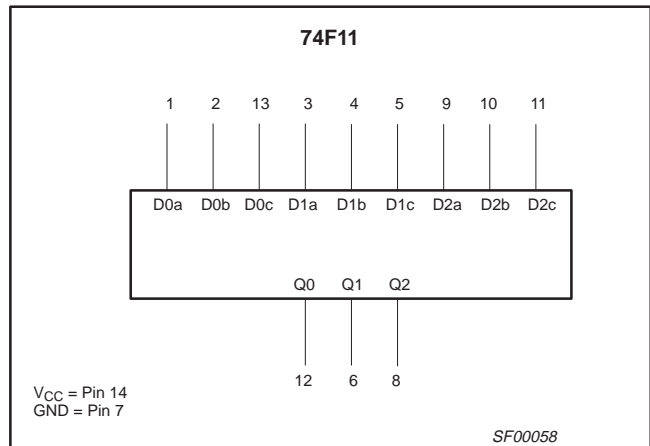 74F11
1 2 13 3 4 5 9 10 11
D0a D0b D0c D1a D1b D1c D2a D2b D2c
Q0 Q1 Q2
12 6 8
VCC = Pin 14
GND = Pin 7
SF00058